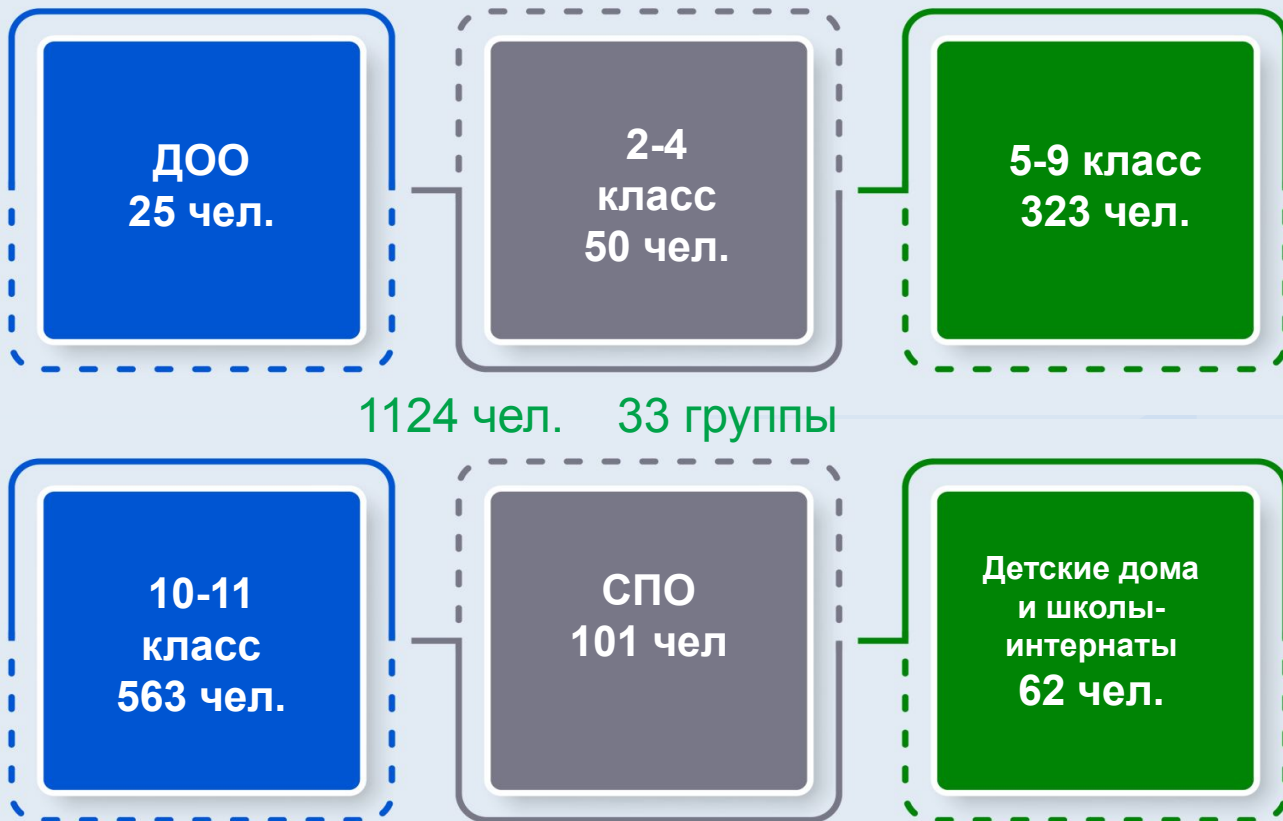 ДОО
25 чел.
2-4
класс
50 чел.
5-9 класс
323 чел.
1124 чел. 33 группы
10-11
класс
563 чел.
СПО
101 чел
Детские дома
и школы-
интернаты
62 чел.